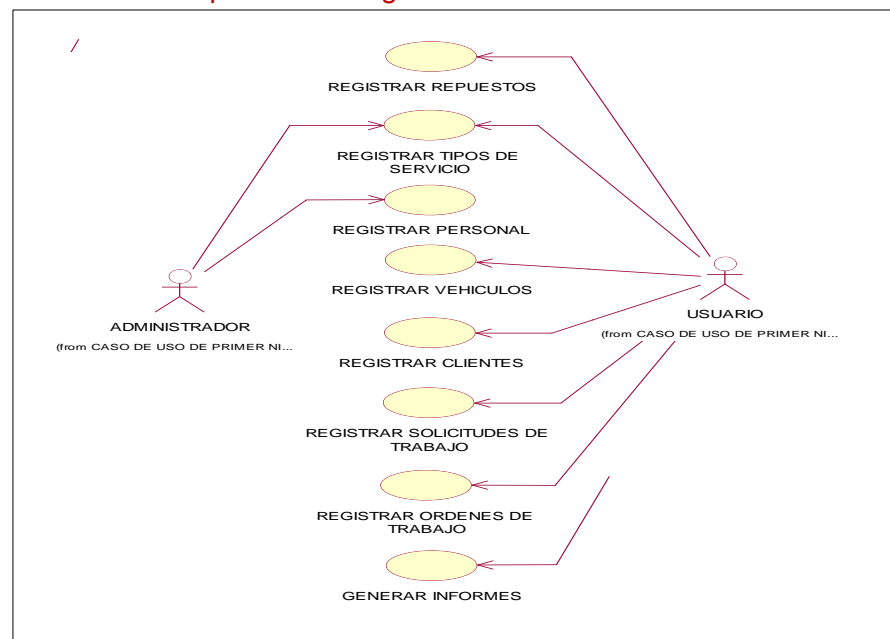 REGISTRAR REPUESTOS
REGISTRAR TIPOS DE
SERVICIO
REGISTRAR PERSONAL
REGISTRAR VEHICULOS
ADMINISTRADOR
(from CASO DE USO DE PRIMER NI...
USUARIO
(from CASO DE USO DE PRIMER NI...
REGISTRAR CLIENTES
REGISTRAR SOLICITUDES DE
TRABAJO
REGISTRAR ORDENES DE
TRABAJO
GENERAR INFORMES